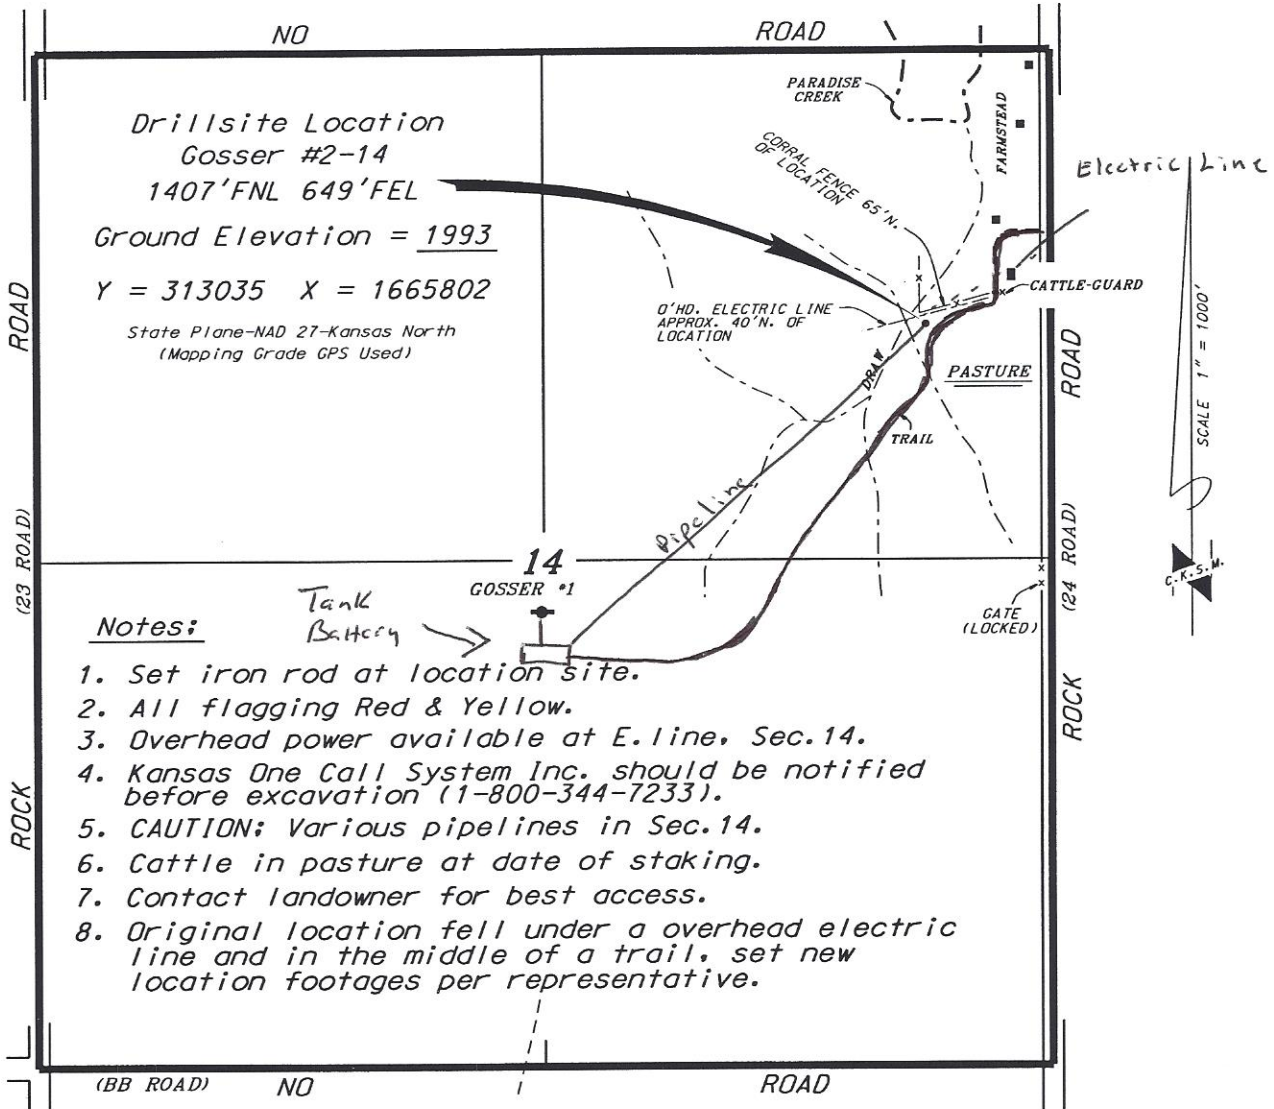 NO ROAD
Drillsite Location
Gosser #2-14
1407'FNL 649'FEL
Ground Elevation = 1993
Y = 313035 X = 1665802
State Plane-NAD 27-Kansas North
(Mapping Grade GPS Used)
PARADISE
CREEK
FARMSTEAD
CORRAL FENCE 65'N.
OF LOCATION
Electric Line
CATTLE-GUARD
O'HD. ELECTRIC LINE
APPROX. 40'N. OF
LOCATION
DRAW
PASTURE
TRAIL
Pipeline
ROAD
(23 ROAD)
ROCK
ROAD
(24 ROAD)
ROCK
SCALE 1" = 1000'
C.K.S.M.
14
GOSSER #1
Tank
Battery
GATE
(LOCKED)
Notes:
1. Set iron rod at location site.
2. All flagging Red & Yellow.
3. Overhead power available at E.line, Sec.14.
4. Kansas One Call System Inc. should be notified
before excavation (1-800-344-7233).
5. CAUTION: Various pipelines in Sec.14.
6. Cattle in pasture at date of staking.
7. Contact landowner for best access.
8. Original location fell under a overhead electric
line and in the middle of a trail, set new
location footages per representative.
(BB ROAD) NO ROAD